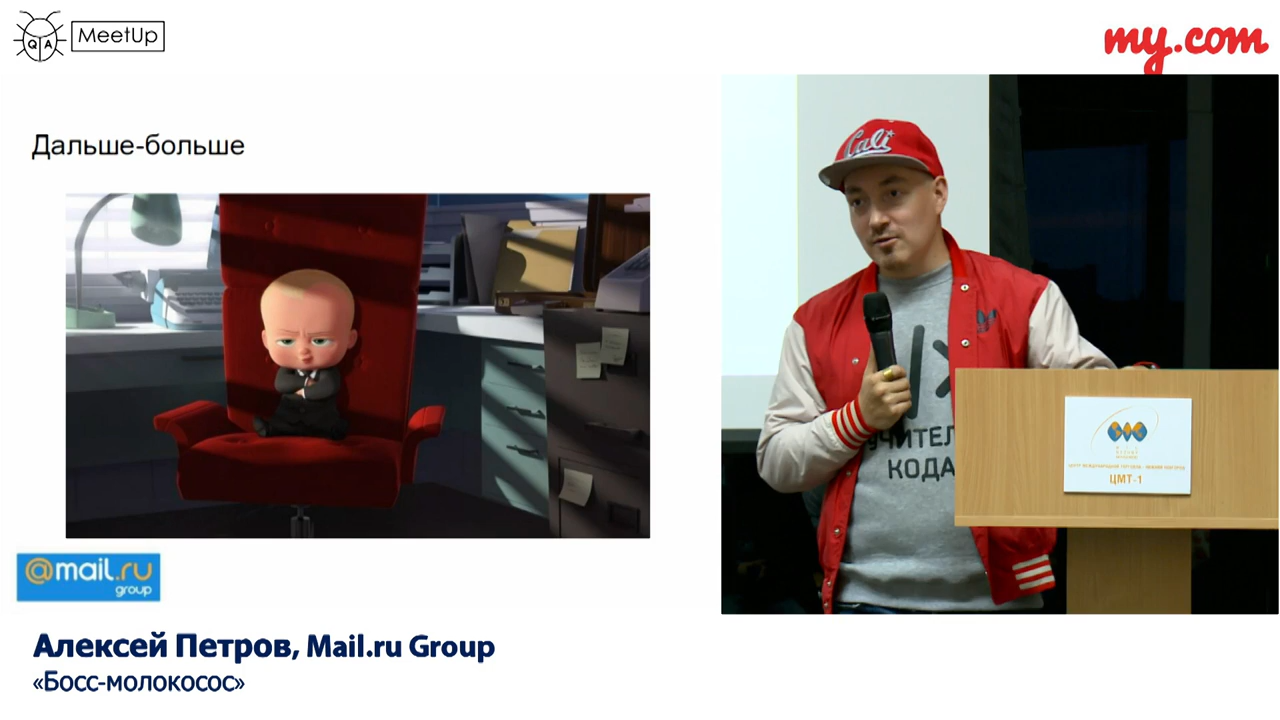 QA MeetUp
my.com
Дальше-больше
Cali
УЧИТЕЛ
КОДА
ЦМТ-1
@mail.ru
group
Алексей Петров, Mail.ru Group
«Босс-молокосос»